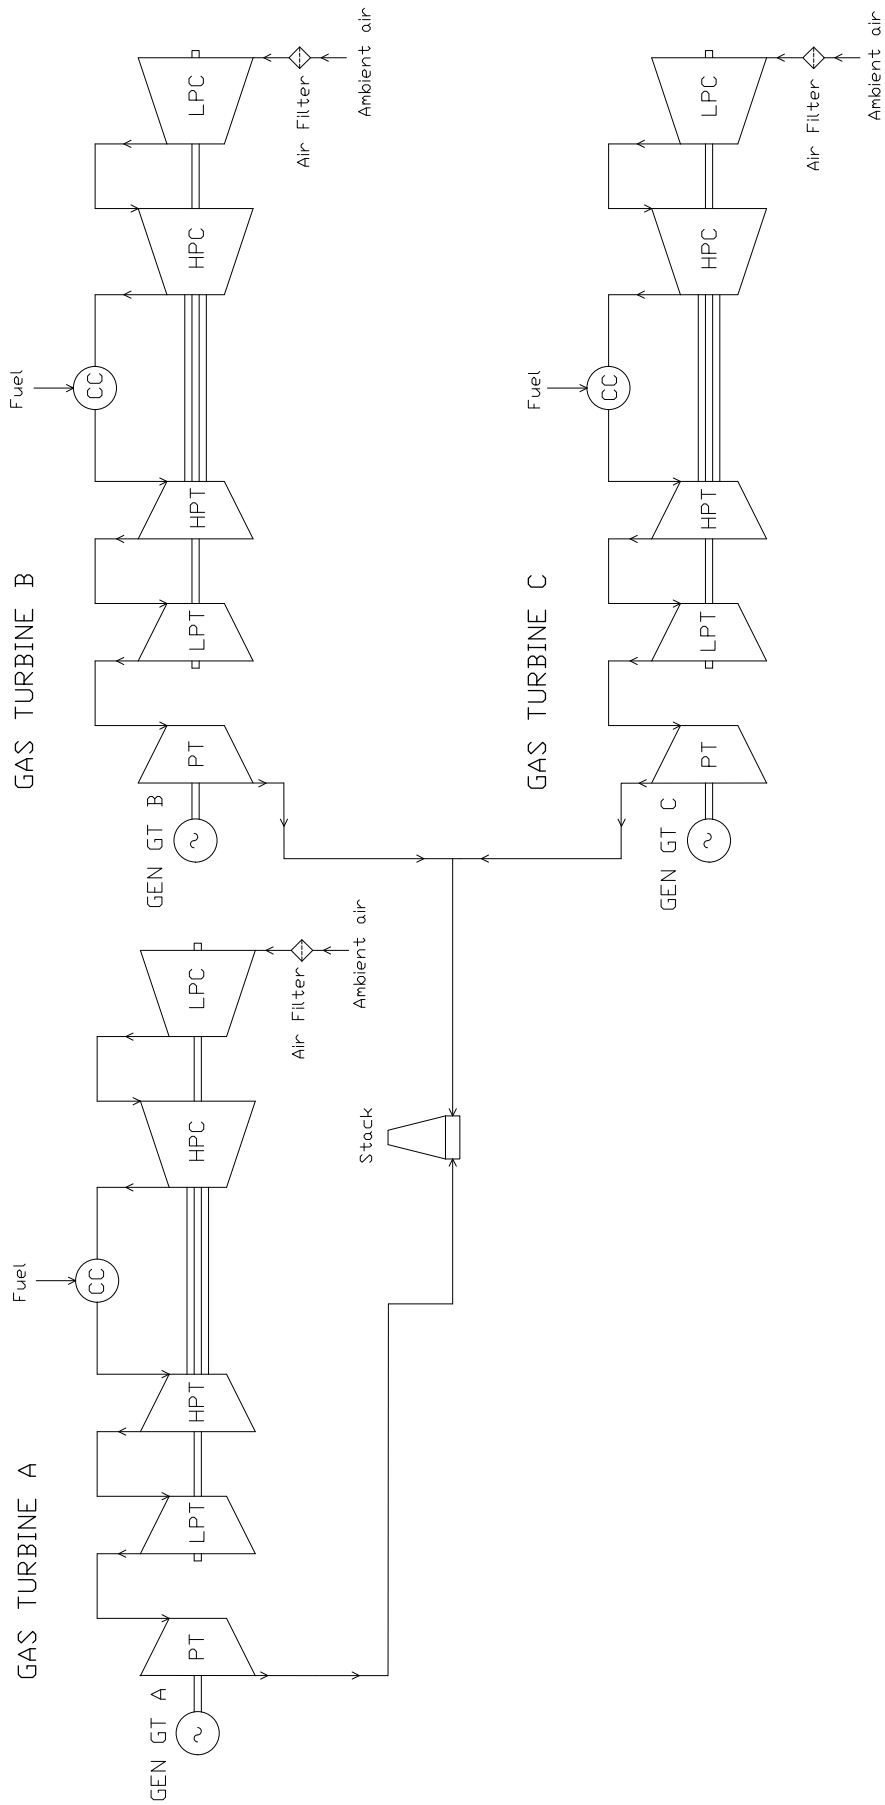 GAS TURBINE A
Fuel
CC
GEN GT A
PT
LPT
HPT
HPC
LPC
Air Filter
Ambient air
Stack
GAS TURBINE B
Fuel
CC
GEN GT B
PT
LPT
HPT
HPC
LPC
Air Filter
Ambient air
GAS TURBINE C
Fuel
CC
GEN GT C
PT
LPT
HPT
HPC
LPC
Air Filter
Ambient air